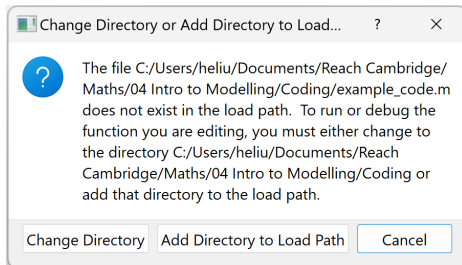 Change Directory or Add Directory to Load...
?
The file C:/Users/heliu/Documents/Reach Cambridge/
Maths/04 Intro to Modelling/Coding/example_code.m
does not exist in the load path.  To run or debug the
function you are editing, you must either change to
the directory C:/Users/heliu/Documents/Reach
Cambridge/Maths/04 Intro to Modelling/Coding or
add that directory to the load path.
Change Directory
Add Directory to Load Path
Cancel